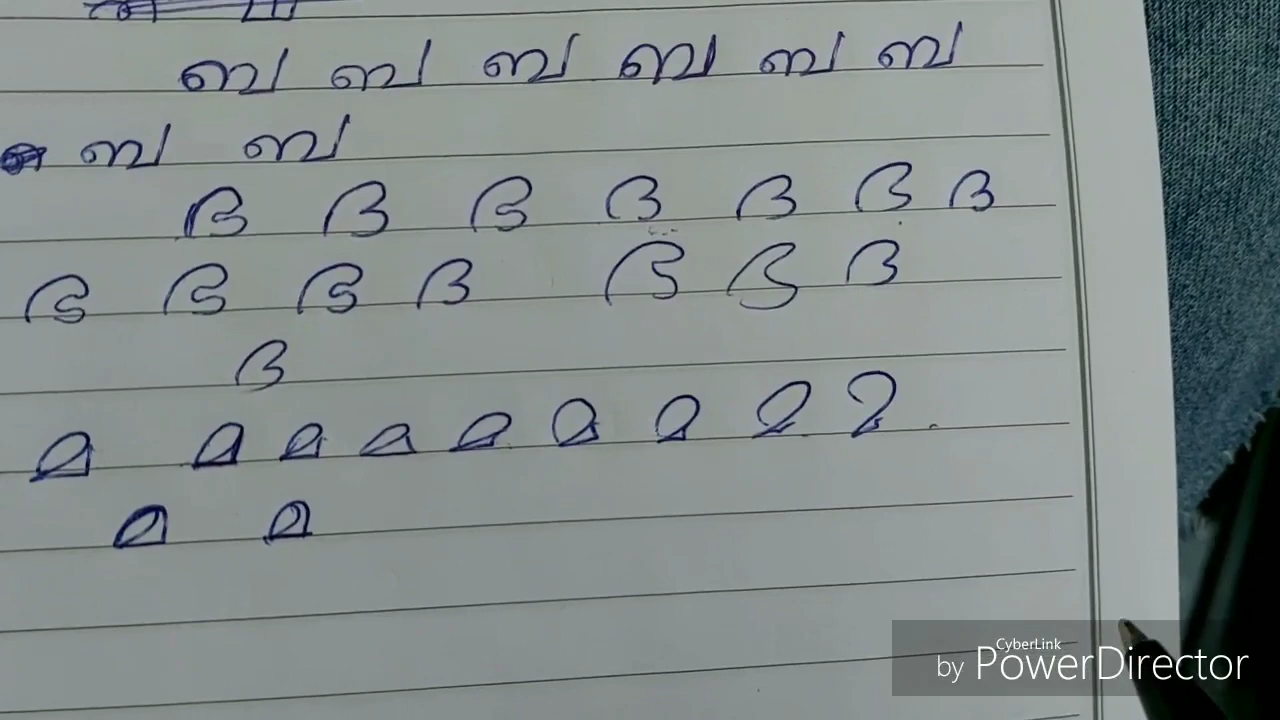 ബ ബ ബ ബ ബ ബ
ബ ബ
ഭ ഭ ഭ ഭ ഭ ഭ ഭ
ഭ ഭ ഭ ഭ ഭ ഭ ഭ
ഭ
മ മ മ മ മ മ മ മ മ
മ മ
CyberLink
by PowerDirector